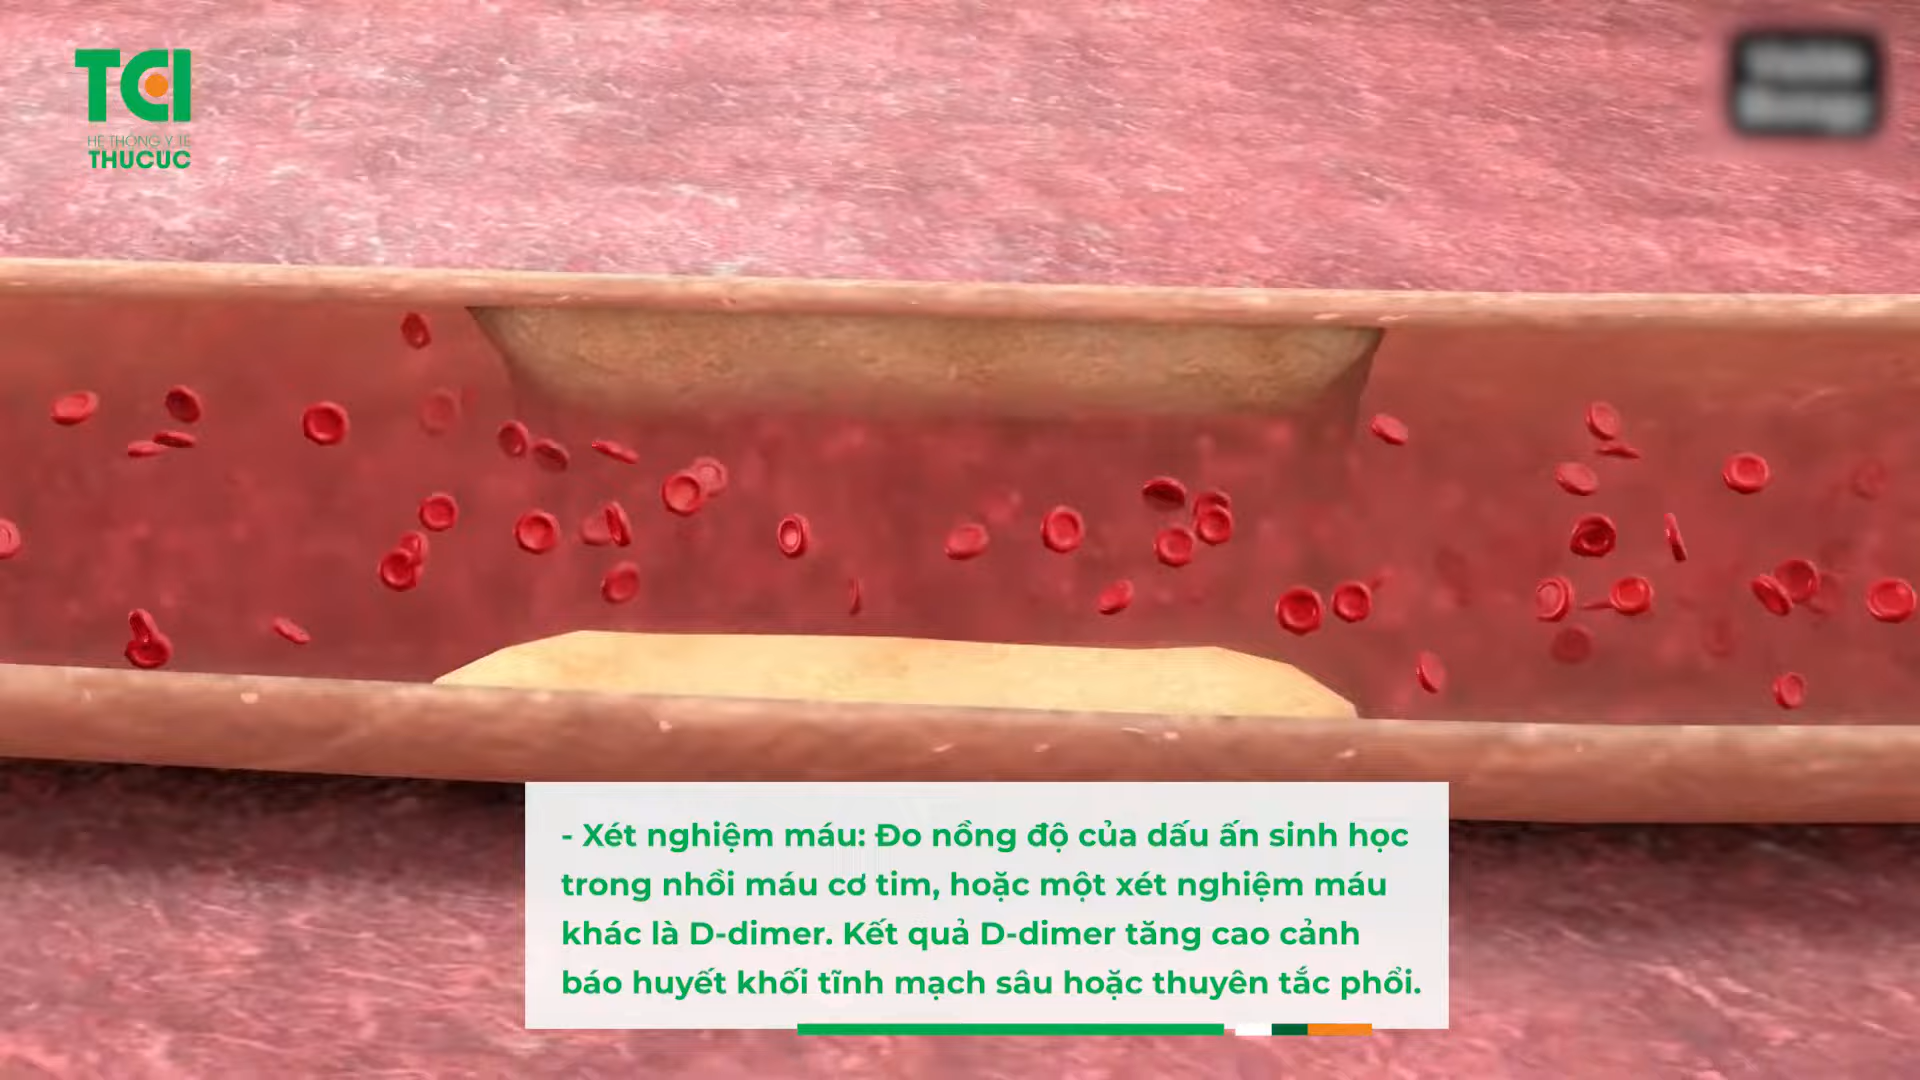 TCI
HỆ THỐNG Y TẾ
THUCUC
- Xét nghiệm máu: Đo nồng độ của dấu ấn sinh học
trong nhồi máu cơ tim, hoặc một xét nghiệm máu
khác là D-dimer. Kết quả D-dimer tăng cao cảnh
báo huyết khối tĩnh mạch sâu hoặc thuyên tắc phổi.